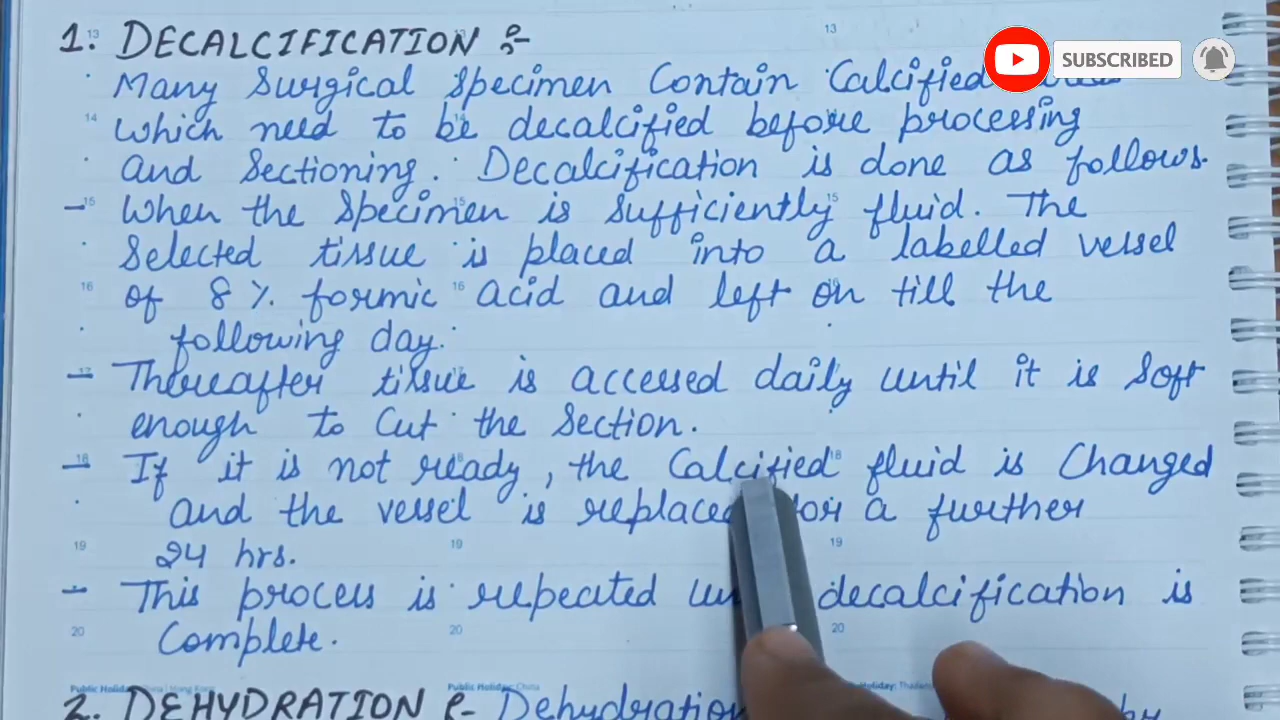 1. DECALCIFICATION :-
SUBSCRIBED
Many Surgical Specimen Contain Calcified
which need to be decalcified before processing
and Sectioning. Decalcification is done as follows.
- When the Specimen is sufficiently fluid. The
Selected tissue is placed into a labelled vessel
of 8 % formic acid and left on till the
following day.
- Thereafter tissue is accessed daily until it is Soft
enough to Cut the Section.
- If it is not ready, the Calcified fluid is Changed
and the vessel is replaced for a further
24 hrs.
- This process is repeated decalcification is
Complete.
Public Holiday: China
2. DEHYDRATION :- Dehydration by